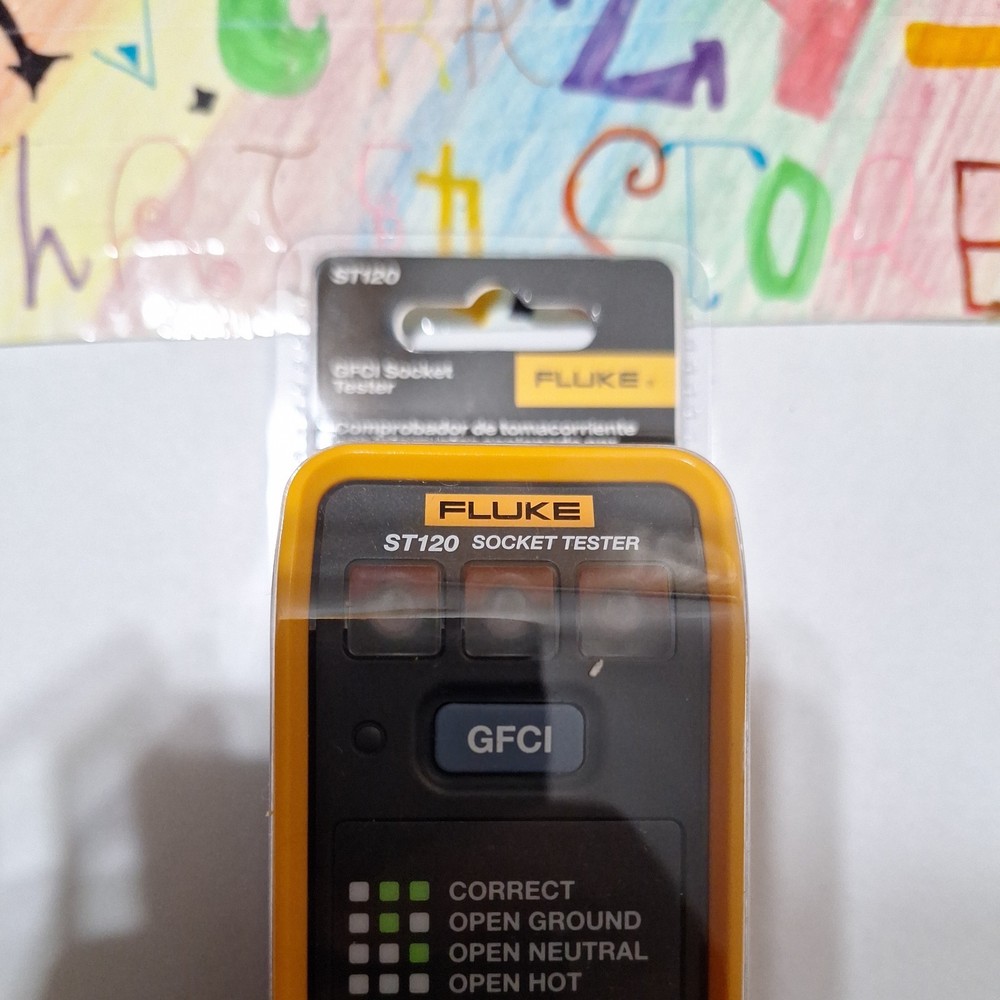 CRAZY
ST120
GFCI Socket
Tester
FLUKE
Comprobador de tomacorriente
FLUKE
ST120 SOCKET TESTER
GFCI
CORRECT
OPEN GROUND
OPEN NEUTRAL
OPEN HOT